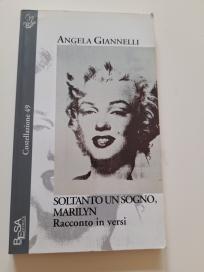 ANGELA GIANNELLI
Costellazione 49
SOLTANTO UN SOGNO,
MARILYN
Racconto in versi
BESA